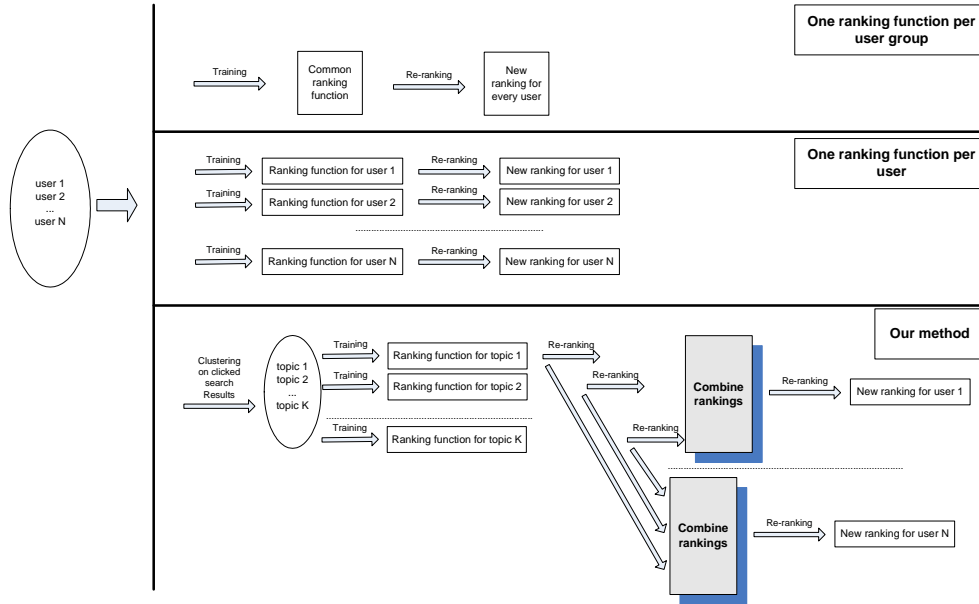 One ranking function per
user group
Training
Common
ranking
function
Re-ranking
New
ranking for
every user
user 1
user 2
...
user N
One ranking function per
user
Training
Ranking function for user 1
Re-ranking
New ranking for user 1
Training
Ranking function for user 2
Re-ranking
New ranking for user 2
Training
Ranking function for user N
Re-ranking
New ranking for user N
Our method
Clustering
on clicked
search
Results
topic 1
topic 2
...
topic K
Training
Ranking function for topic 1
Training
Ranking function for topic 2
Training
Ranking function for topic K
Re-ranking
Re-ranking
Re-ranking
Combine
rankings
Re-ranking
New ranking for user 1
Combine
rankings
Re-ranking
New ranking for user N